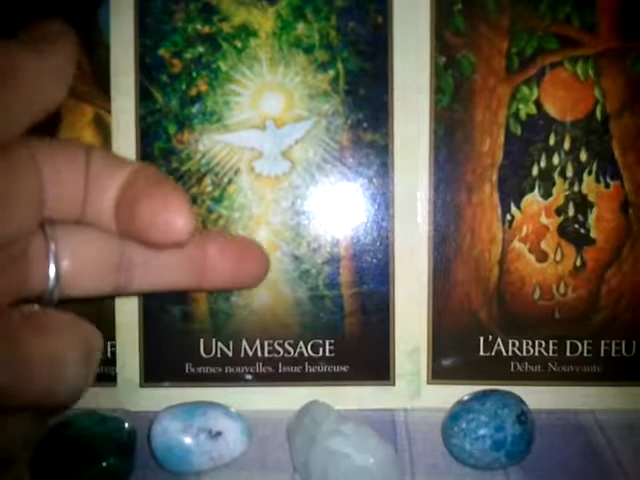 UN MESSAGE
Bonnes nouvelles. Issue heureuse
L'ARBRE DE FEU
Début. Nouveauté